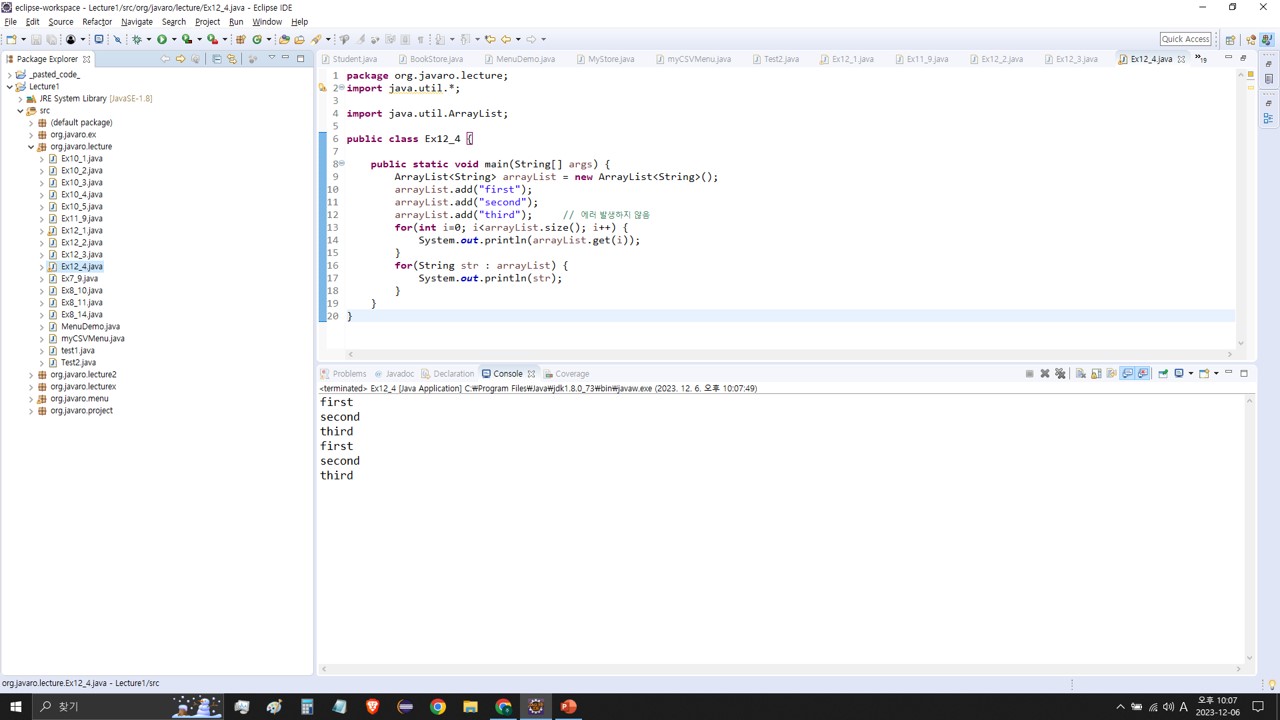 eclipse-workspace - Lecture1/src/org/javaro/lecture/Ex12_4.java - Eclipse IDE
File Edit Source Refactor Navigate Search Project Run Window Help
Quick Access
Package Explorer
_pasted_code_
Lecture1
JRE System Library [JavaSE-1.8]
src
(default package)
org.javaro.ex
org.javaro.lecture
Ex10_1.java
Ex10_2.java
Ex10_3.java
Ex10_4.java
Ex10_5.java
Ex11_9.java
Ex12_1.java
Ex12_2.java
Ex12_3.java
Ex12_4.java
Ex7_9.java
Ex8_10.java
Ex8_11.java
Ex8_14.java
MenuDemo.java
myCSVMenu.java
test1.java
Test2.java
org.javaro.lecture2
org.javaro.lecturex
org.javaro.menu
org.javaro.project
Student.java BookStore.java MenuDemo.java MyStore.java myCSVMenu.java Test2.java Ex12_1.java Ex11_9.java Ex12_2.java Ex12_3.java Ex12_4.java »19
1 package org.javaro.lecture;
2 import java.util.*;
3
4 import java.util.ArrayList;
5
6 public class Ex12_4 {
7
8 public static void main(String[] args) {
9 ArrayList<String> arrayList = new ArrayList<String>();
10 arrayList.add("first");
11 arrayList.add("second");
12 arrayList.add("third"); // 에러 발생하지 않음
13 for(int i=0; i<arrayList.size(); i++) {
14 System.out.println(arrayList.get(i));
15 }
16 for(String str : arrayList) {
17 System.out.println(str);
18 }
19 }
20 }
Problems Javadoc Declaration Console Coverage
<terminated> Ex12_4 [Java Application] C:₩Program Files₩Java₩jdk1.8.0_73₩bin₩javaw.exe (2023. 12. 6. 오후 10:07:49)
first
second
third
first
second
third
org.javaro.lecture.Ex12_4.java - Lecture1/src
찾기
A
오후 10:07
2023-12-06